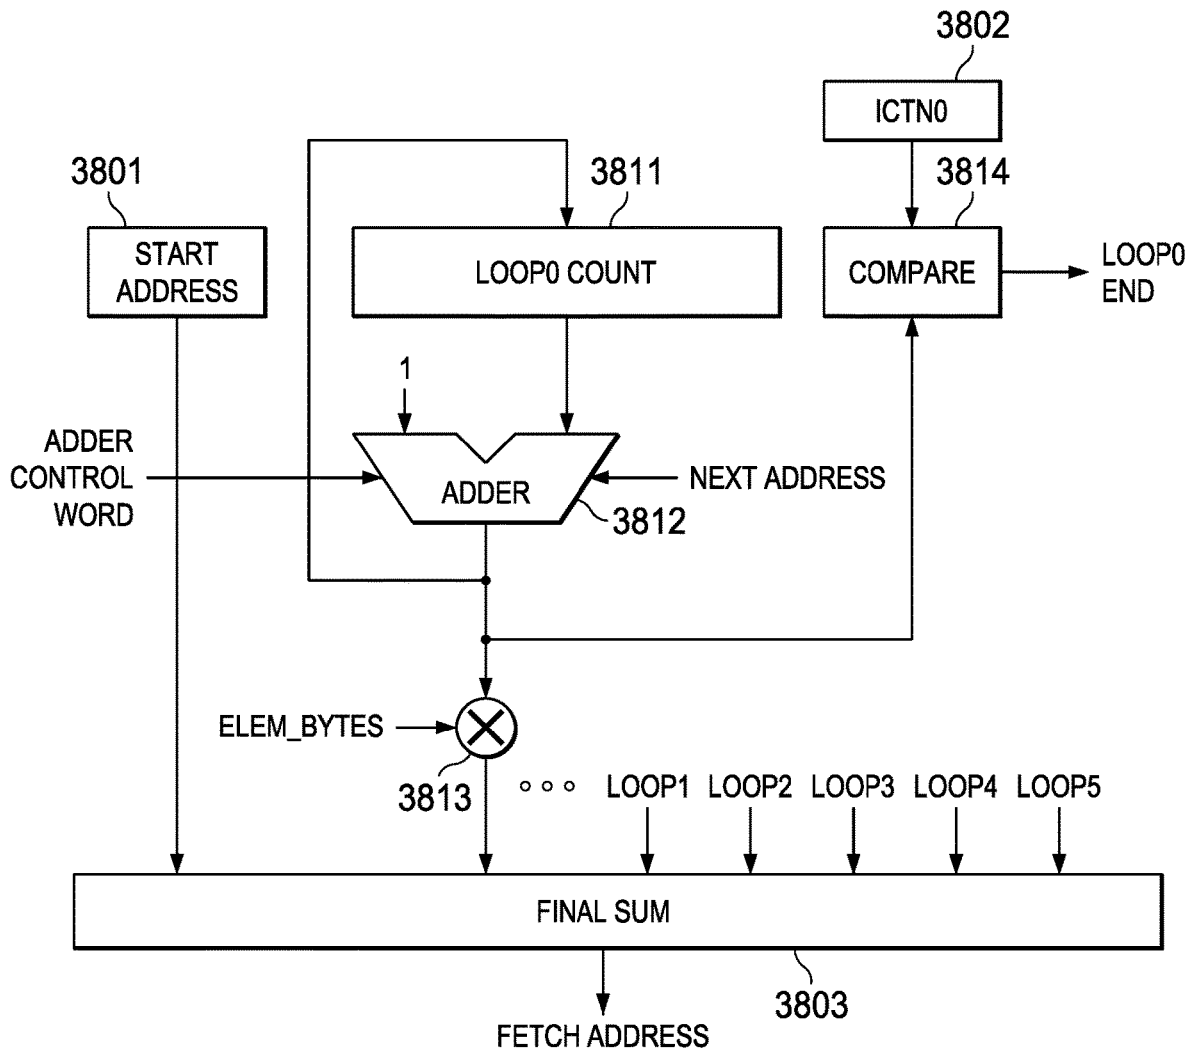 3802
ICTN0
3801
3811
3814
START
ADDRESS
LOOP0 COUNT
COMPARE
LOOP0
END
1
ADDER
CONTROL
WORD
ADDER
NEXT ADDRESS
3812
ELEM_BYTES
3813
LOOP1
LOOP2
LOOP3
LOOP4
LOOP5
FINAL SUM
3803
FETCH ADDRESS